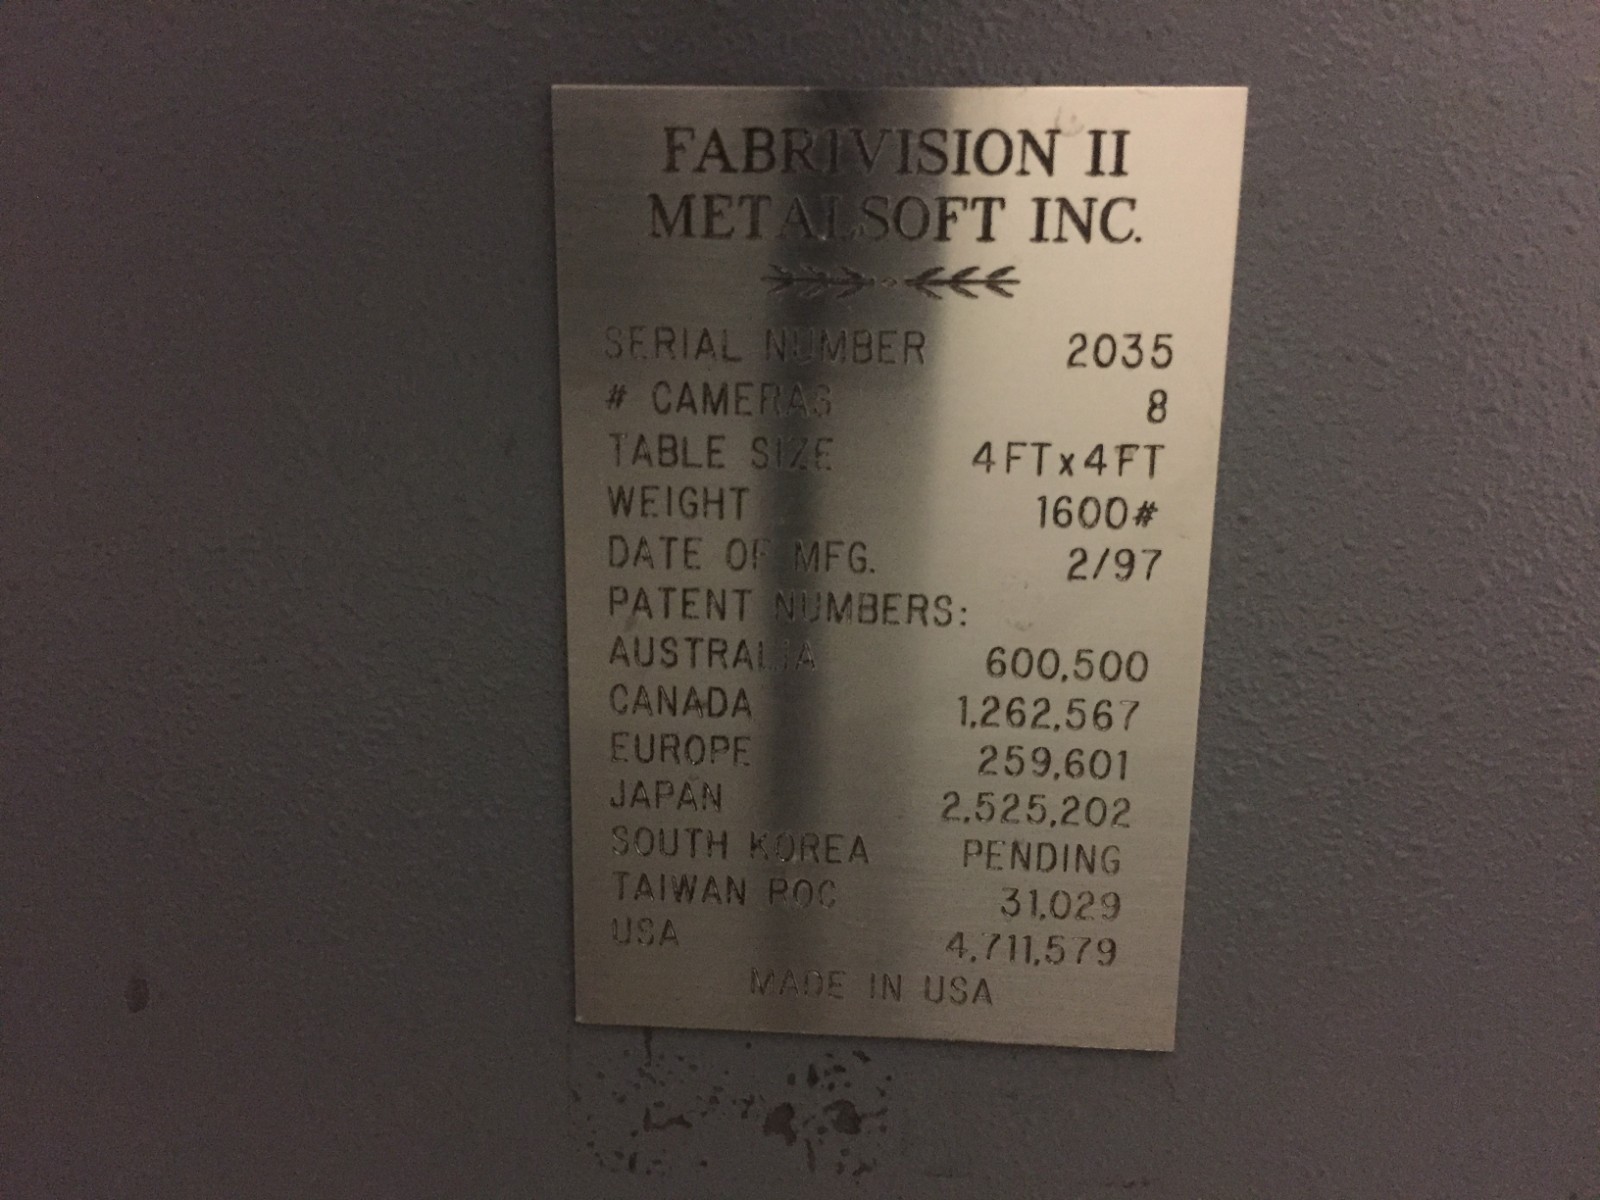 FABRIVISION II
METALSOFT INC.
SERIAL NUMBER 2035
# CAMERAS 8
TABLE SIZE 4FTx4FT
WEIGHT 1600#
DATE OF MFG. 2/97
PATENT NUMBERS:
AUSTRALIA 600,500
CANADA 1,262,567
EUROPE 259,601
JAPAN 2,525,202
SOUTH KOREA PENDING
TAIWAN ROC 31,029
USA 4,711,579
MADE IN USA